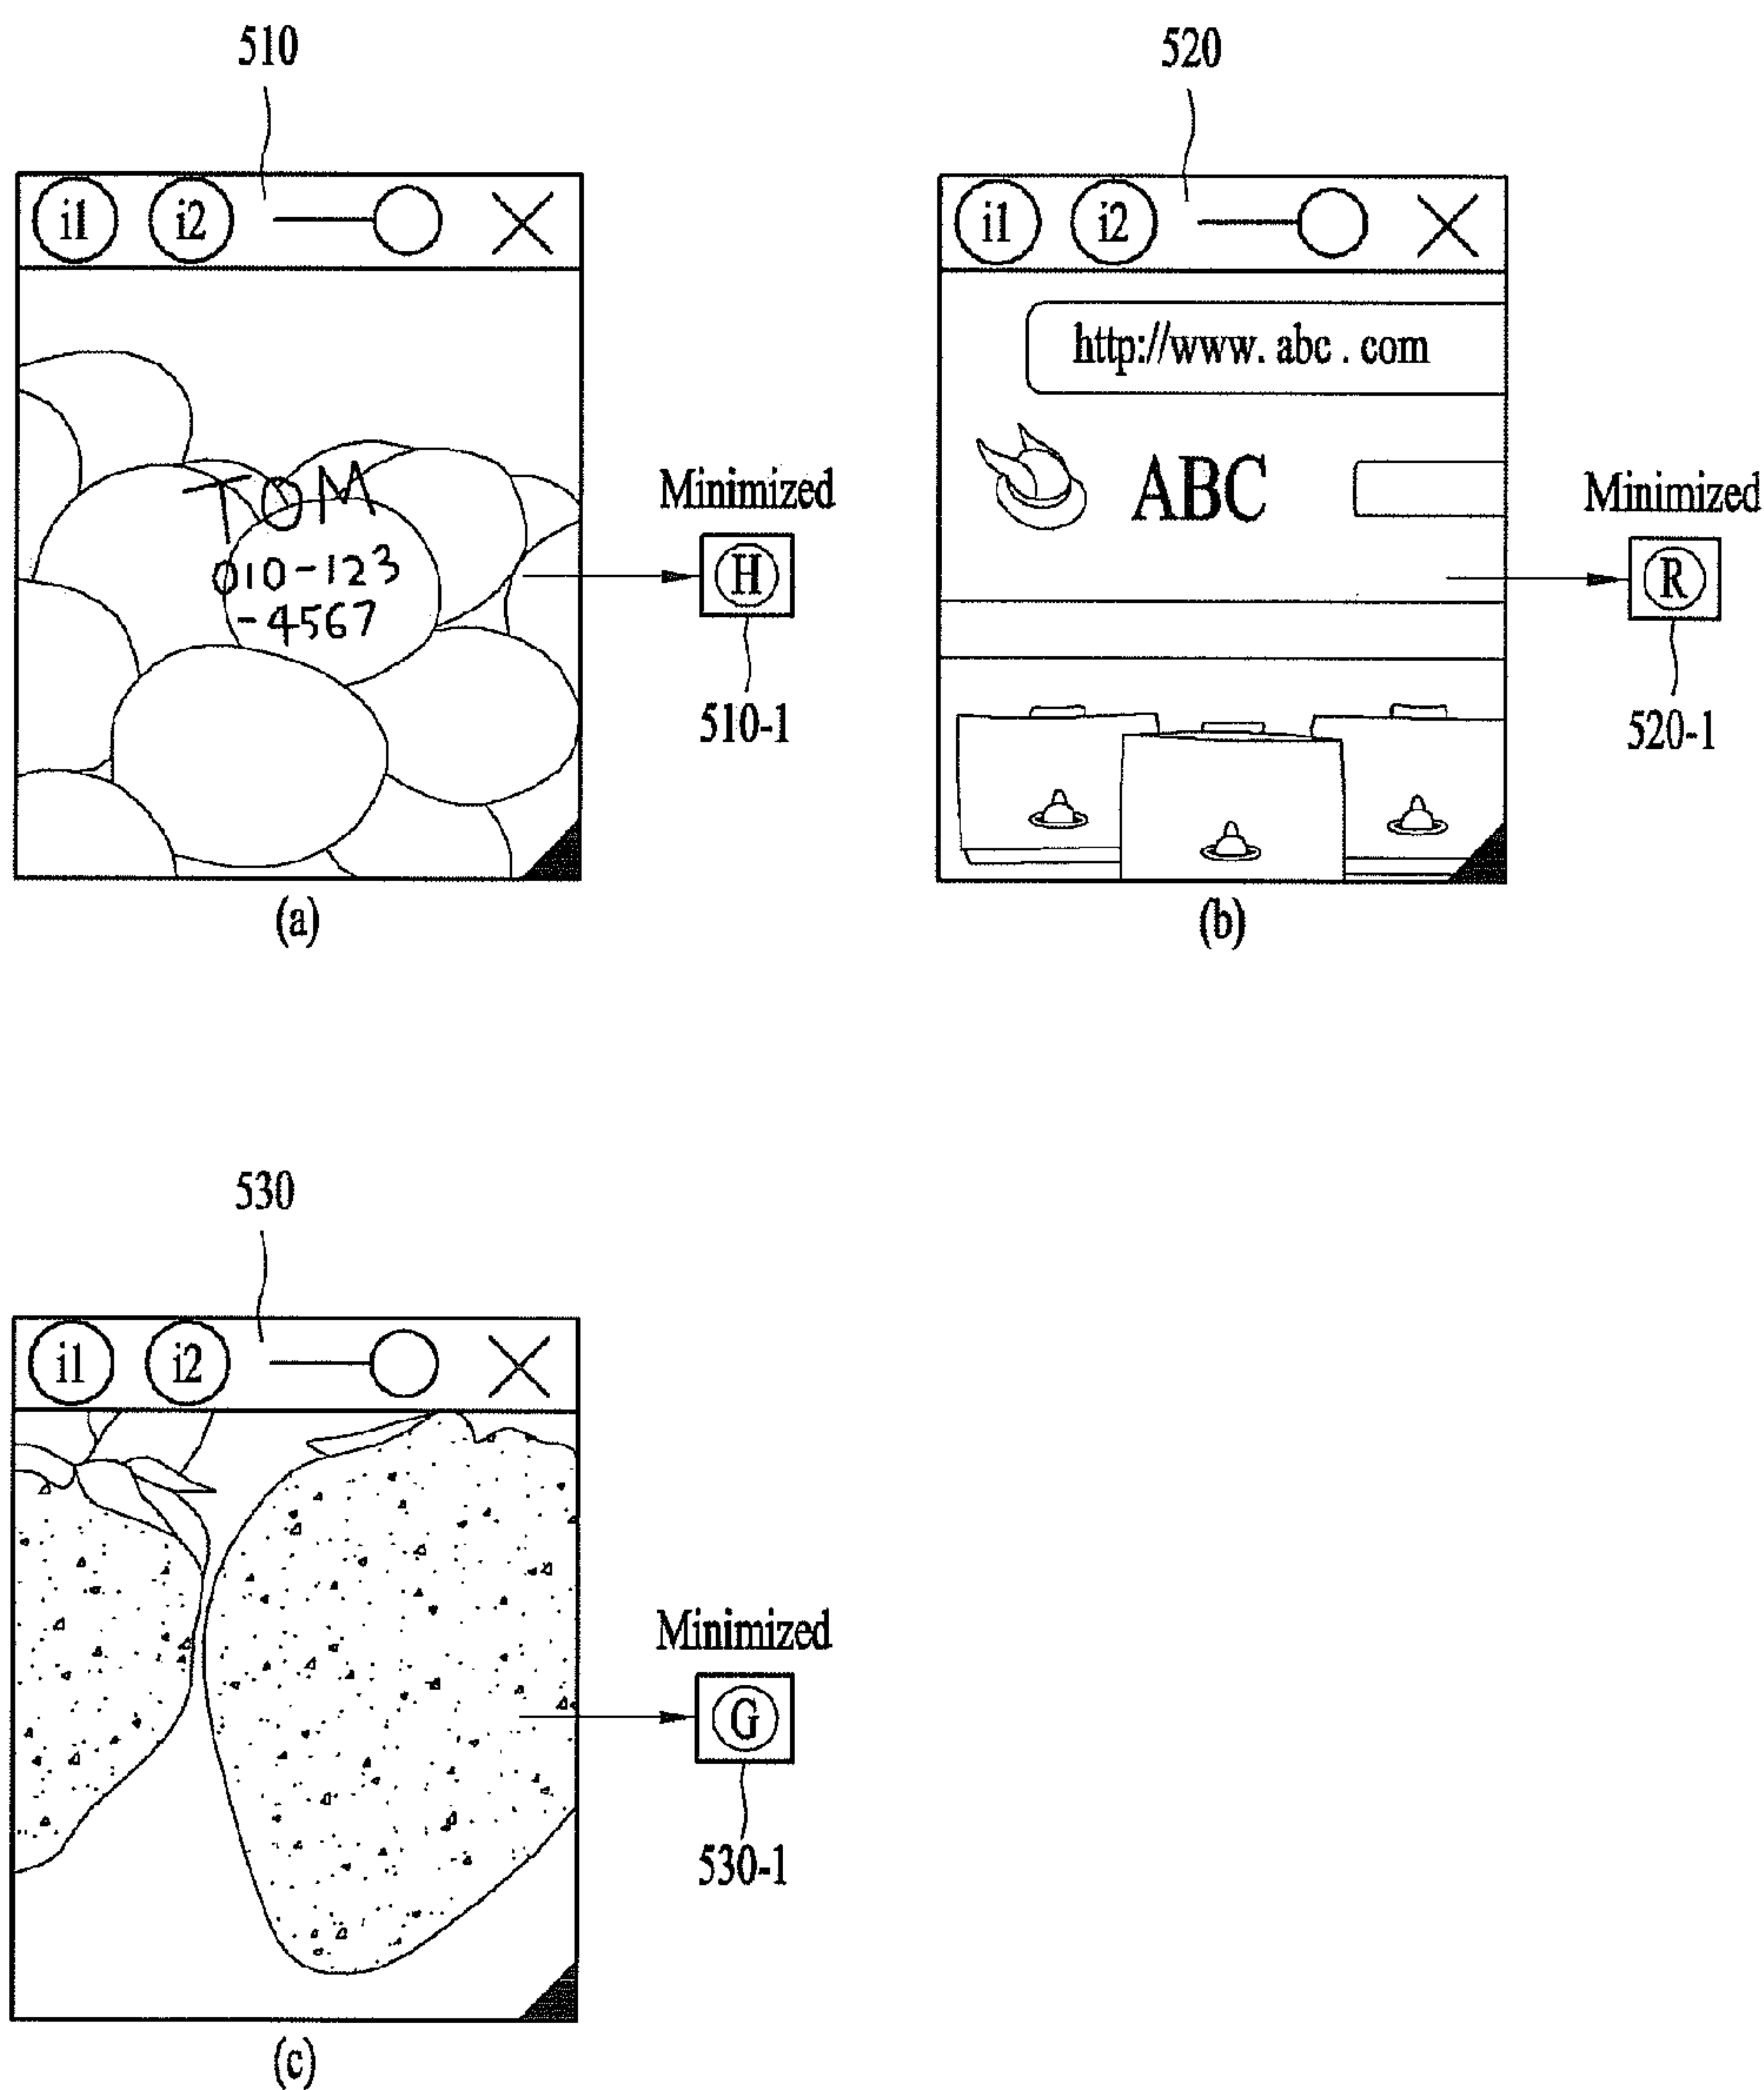 510
i1 i2 X
TOM
010-123
-4567
Minimized
H
510-1
(a)
520
i1 i2 X
http://www. abc . com
ABC
Minimized
R
520-1
(b)
530
i1 i2 X
Minimized
G
530-1
(c)